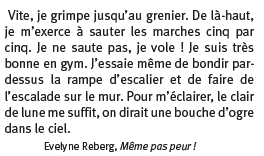 Vite, je grimpe jusqu'au grenier. De là-haut,
je m'exerce à sauter les marches cinq par
cinq. Je ne saute pas, je vole ! Je suis très
bonne en gym. J'essaie même de bondir par-
dessus la rampe d'escalier et de faire de
l'escalade sur le mur. Pour m'éclairer, le clair
de lune me suffit, on dirait une bouche d'ogre
dans le ciel.
Evelyne Reberg, Même pas peur !